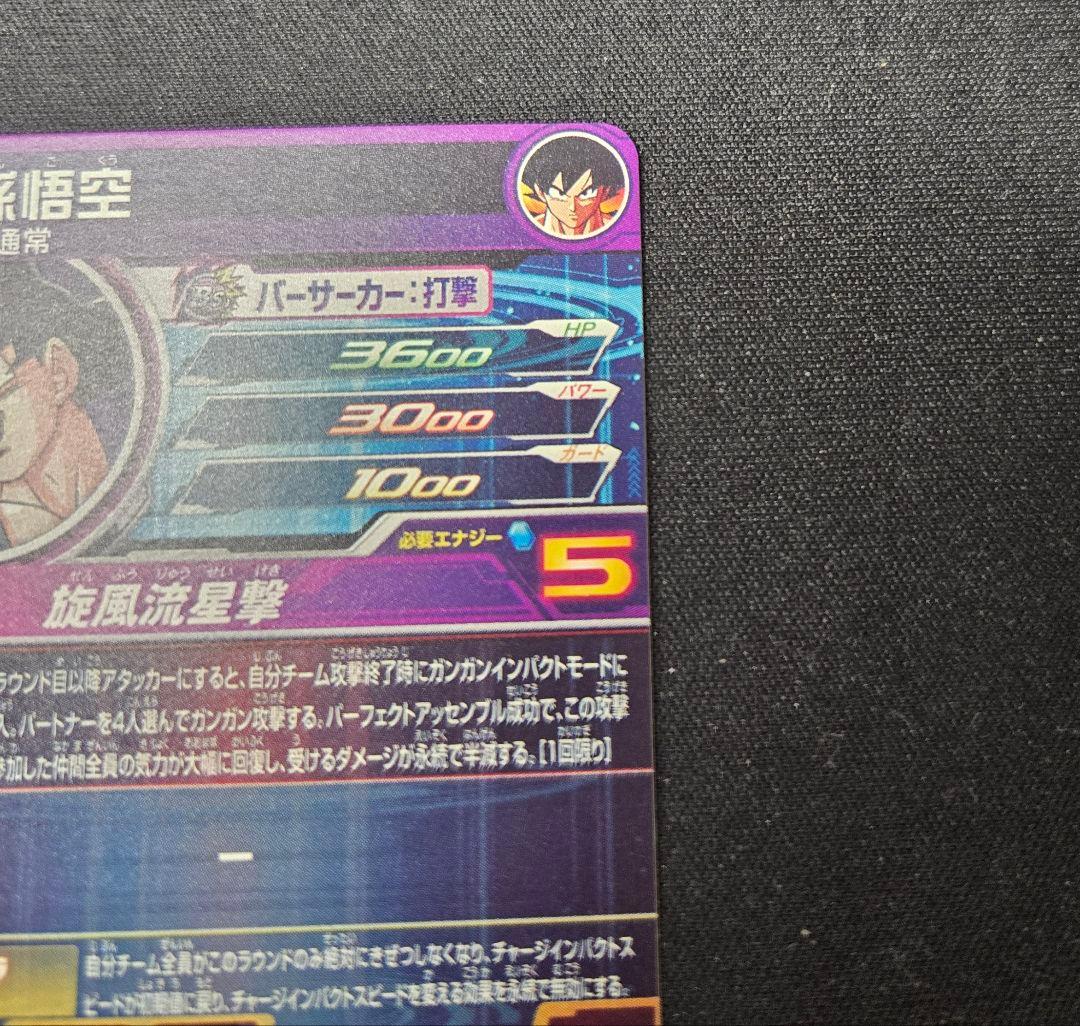 孫悟空
通常
バーサーカー:打撃
HP
3600
パワー
3000
ガード
1000
必要エナジー 5
旋風流星撃
ラウンド目以降アタッカーにすると、自分チーム攻撃終了時にガンガンインパクトモードに
入。パートナーを4人選んでガンガン攻撃する。パーフェクトアッセンブル成功で、この攻撃
参加した仲間全員の気力が大幅に回復し、受けるダメージが永続で半減する。[1回限り]
ー
自分チーム全員がこのラウンドのみ絶対にきぜつしなくなり、チャージインパクトス
ピードが初期値に戻り、チャージインパクトスピードを変える効果を永続で無効にする。